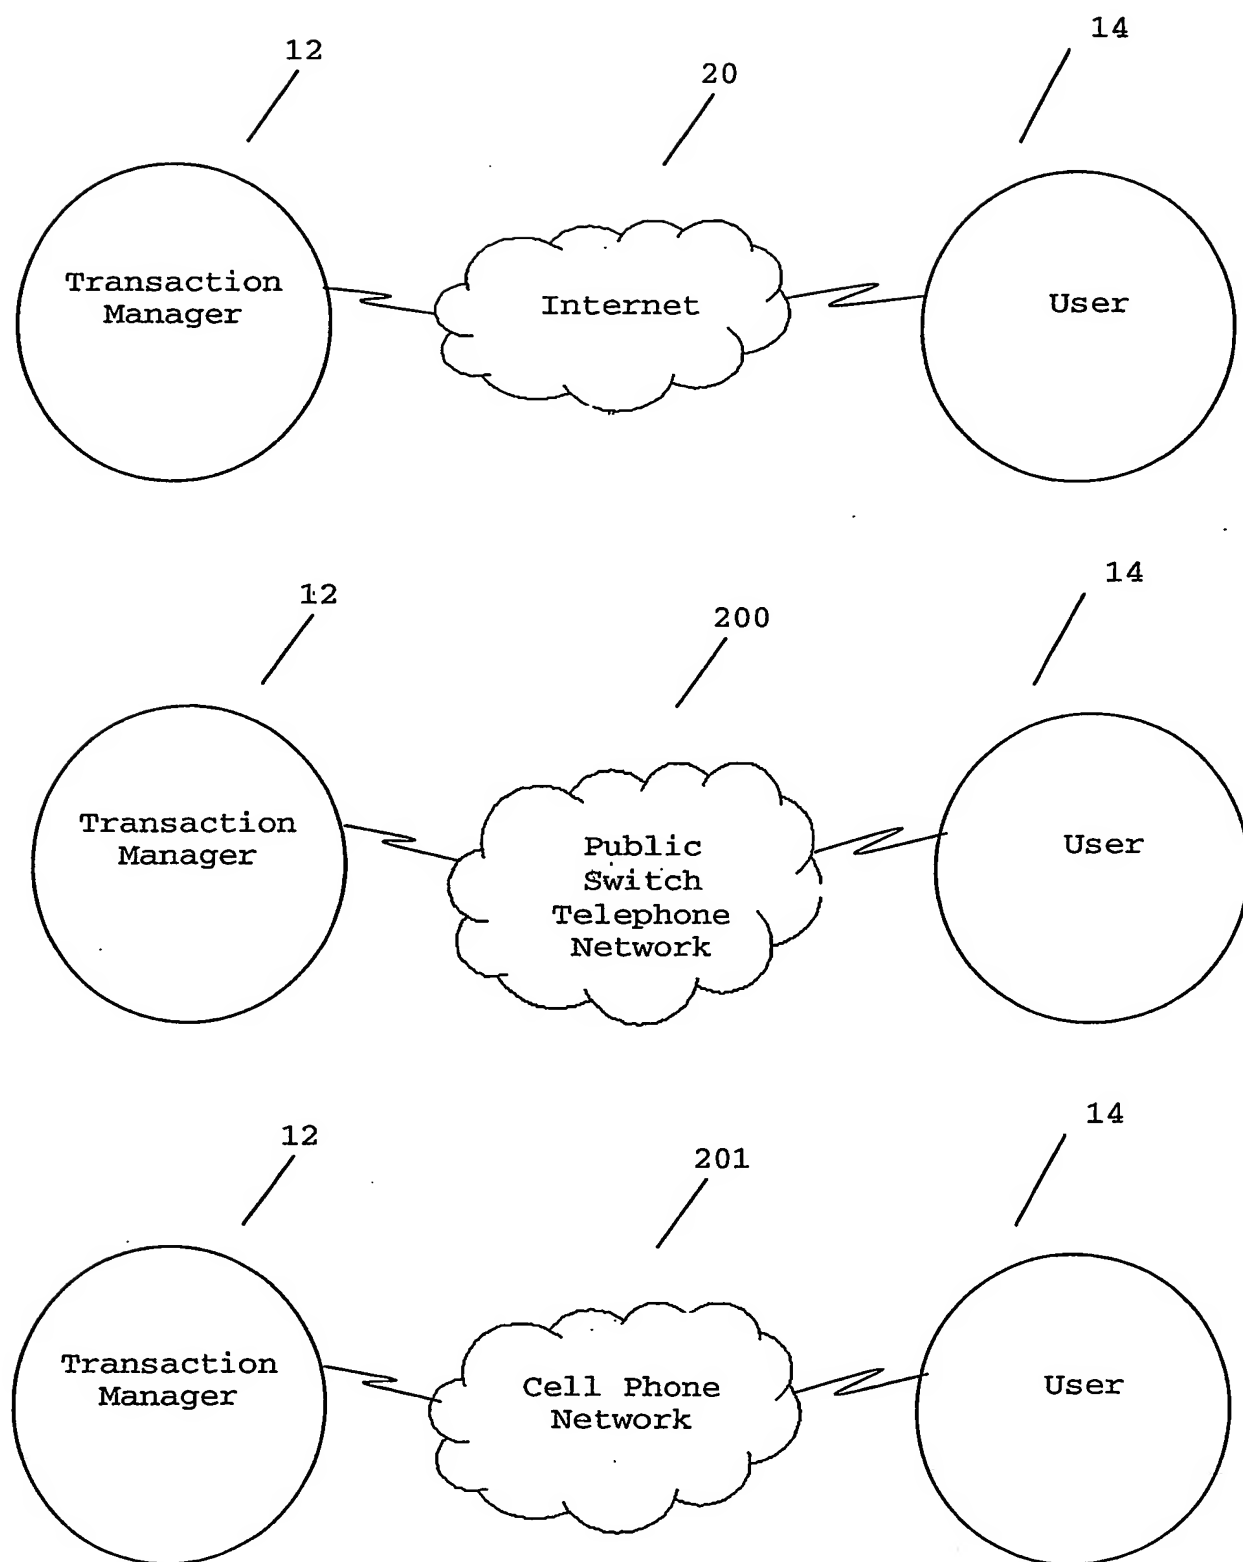 12
20
14
Transaction
Manager
Internet
User
12
200
14
Transaction
Manager
Public
Switch
Telephone
Network
User
12
201
14
Transaction
Manager
Cell Phone
Network
User